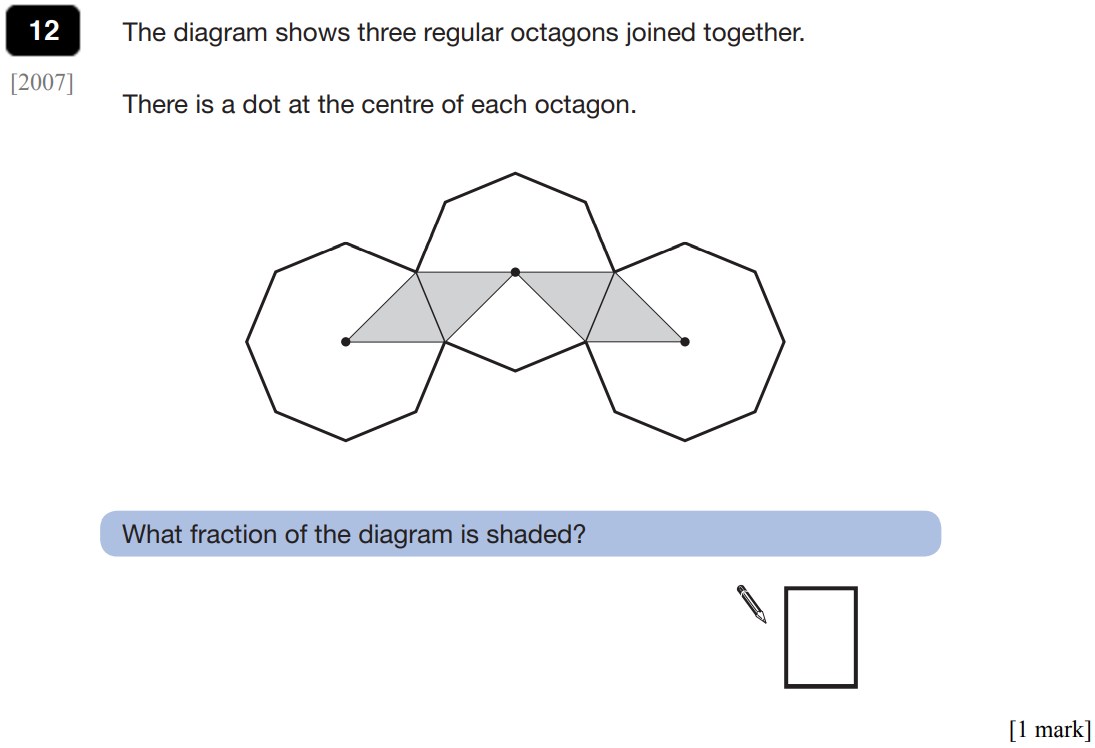 12
The diagram shows three regular octagons joined together.
[2007]
There is a dot at the centre of each octagon.
What fraction of the diagram is shaded?
[1 mark]